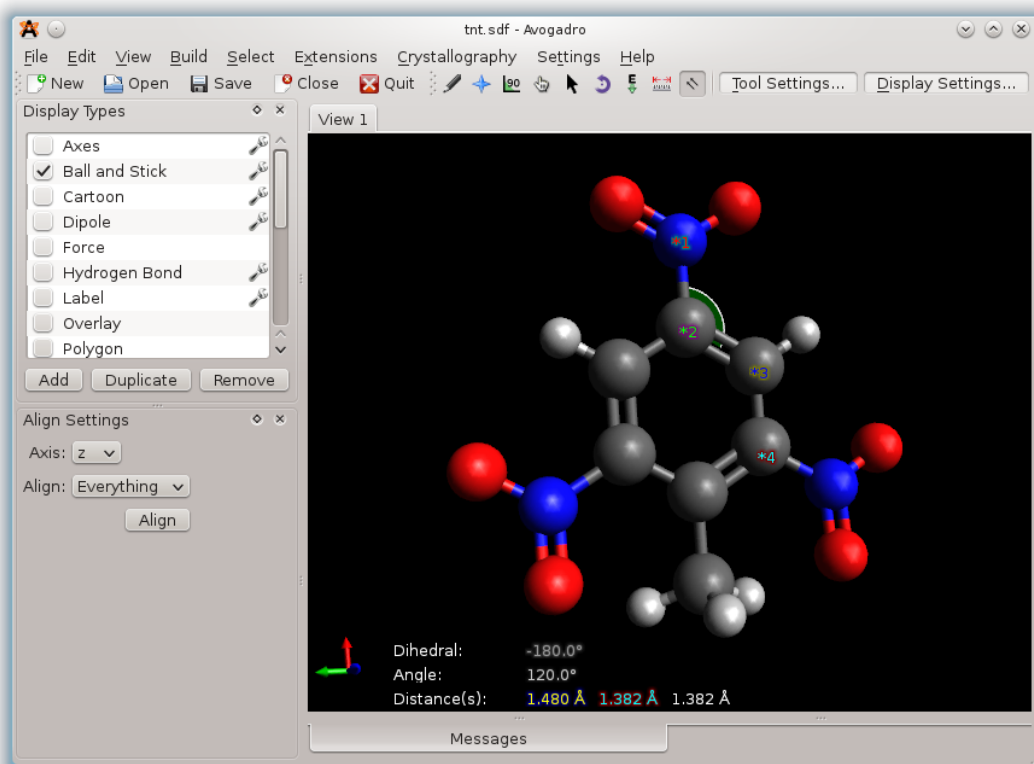 tnt.sdf - Avogadro
File Edit View Build Select Extensions Crystallography Settings Help
New Open Save Close Quit 90 E Tool Settings... Display Settings...
Display Types
View 1
Axes
Ball and Stick
Cartoon
Dipole
Force
Hydrogen Bond
Label
Overlay
Polygon
Add Duplicate Remove
Align Settings
Axis: z
Align: Everything
Align
*1
*2
*3
*4
Dihedral: -180.0°
Angle: 120.0°
Distance(s): 1.480 Å 1.382 Å 1.382 Å
Messages